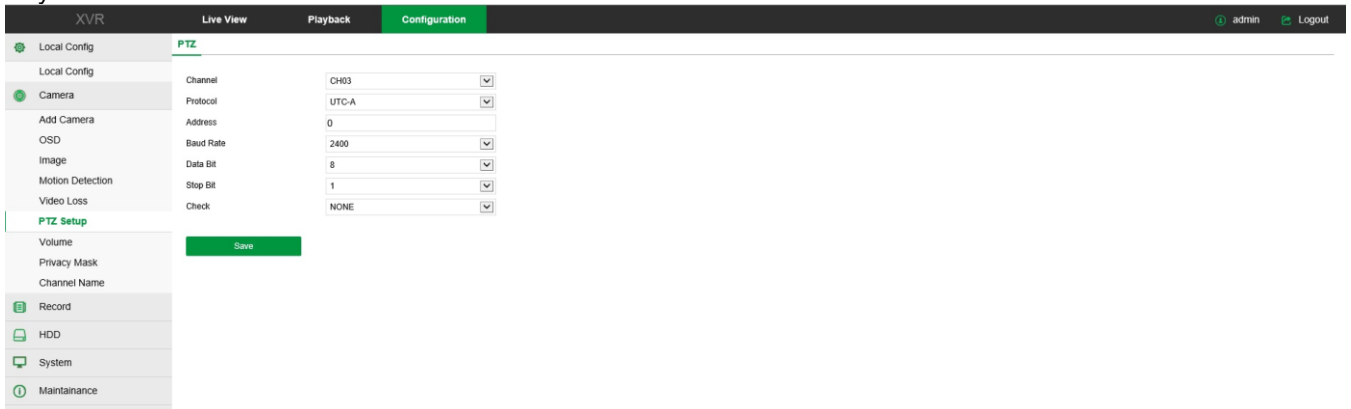 XVR Live View Playback Configuration admin Logout
Local Config
PTZ
Local Config
Channel CH03
Camera
Protocol UTC-A
Add Camera
Address 0
OSD
Baud Rate 2400
Image
Data Bit 8
Motion Detection
Stop Bit 1
Video Loss
Check NONE
PTZ Setup
Volume
Save
Privacy Mask
Channel Name
Record
HDD
System
Maintainance